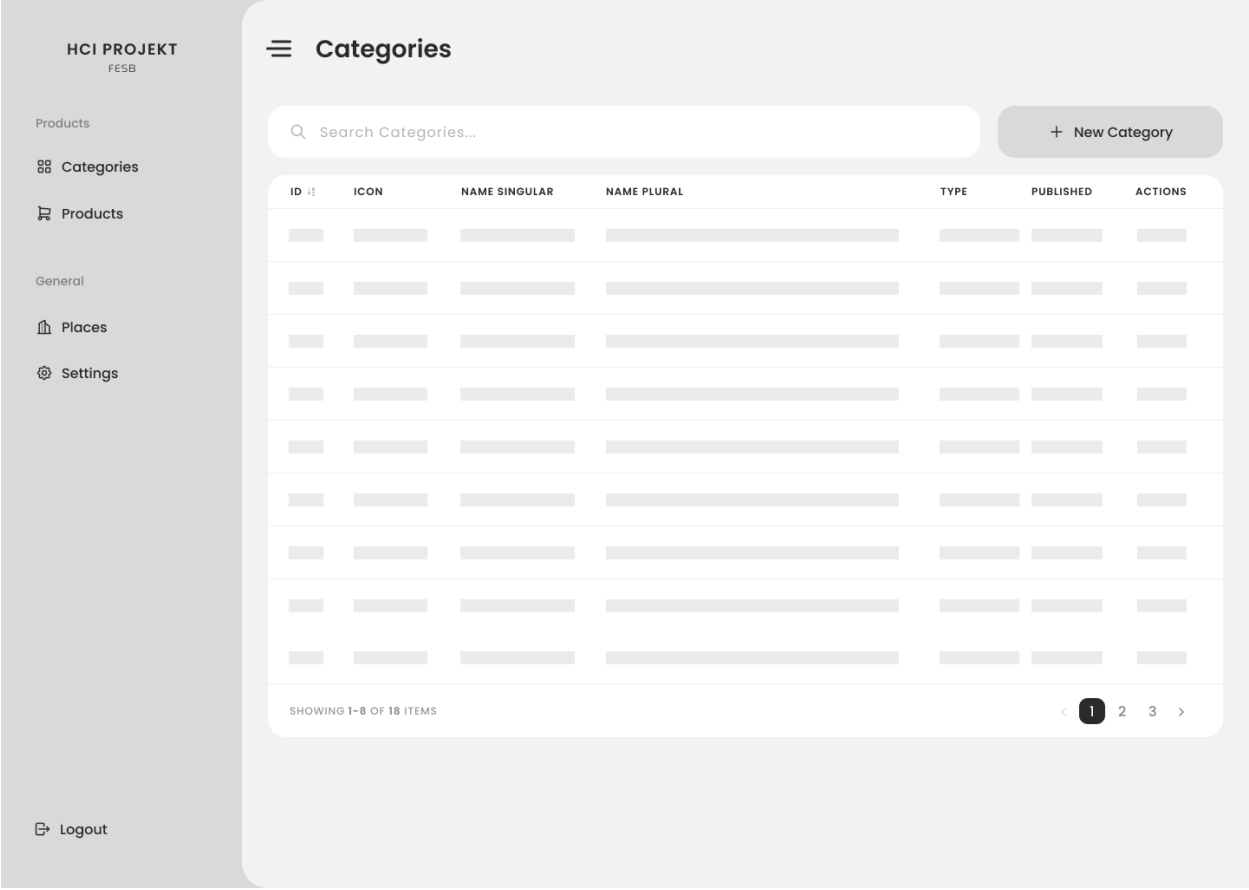 HCI PROJEKT
FESB
Products
Categories
Products
General
Places
Settings
Logout
Categories
Search Categories...
+ New Category
ID ICON NAME SINGULAR NAME PLURAL TYPE PUBLISHED ACTIONS
SHOWING 1-8 OF 18 ITEMS
< 1 2 3 >